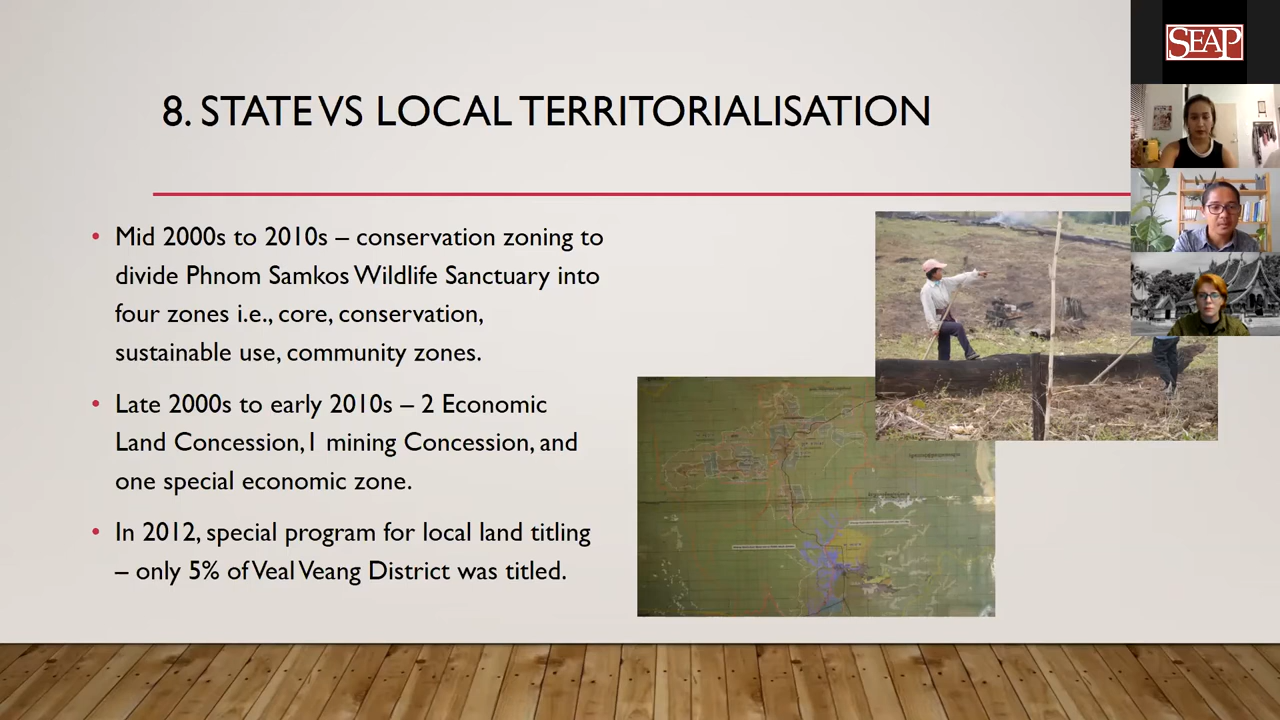 8. STATE VS LOCAL TERRITORIALISATION
SEAP
• Mid 2000s to 2010s – conservation zoning to
divide Phnom Samkos Wildlife Sanctuary into
four zones i.e., core, conservation,
sustainable use, community zones.
• Late 2000s to early 2010s – 2 Economic
Land Concession, 1 mining Concession, and
one special economic zone.
• In 2012, special program for local land titling
– only 5% of Veal Veang District was titled.